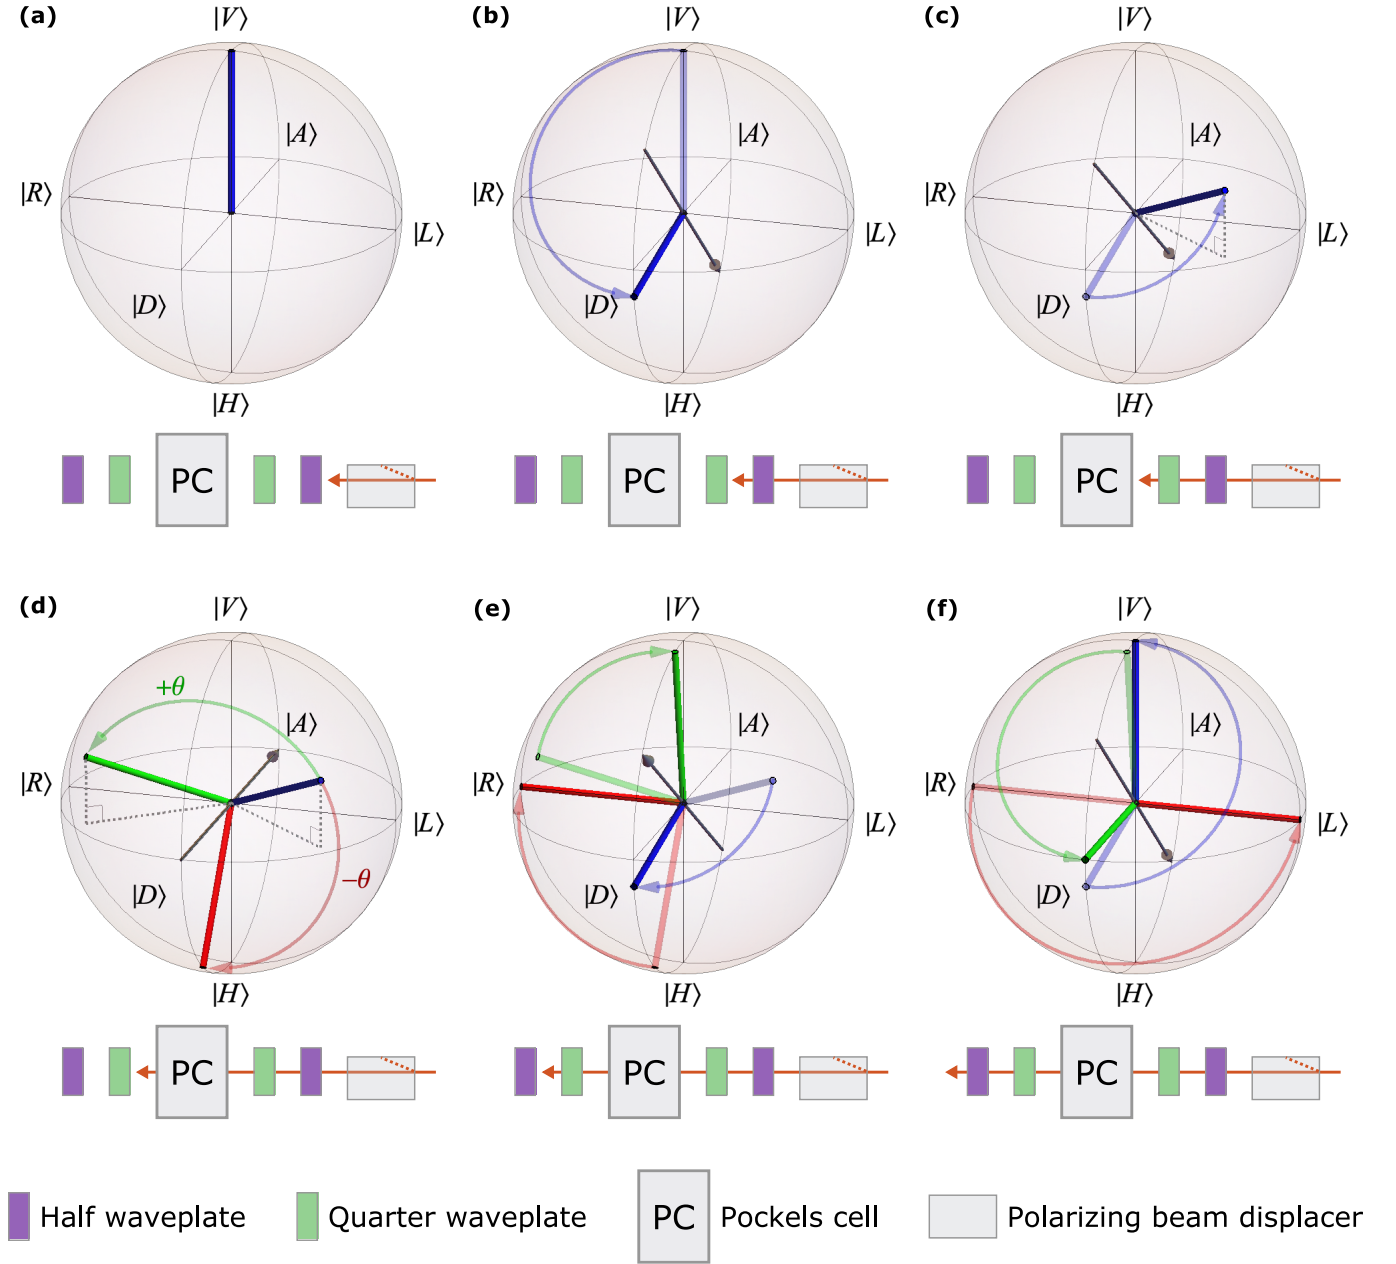 (a) |V⟩ (b) |V⟩ (c) |V⟩
|A⟩ |A⟩ |A⟩
|R⟩ |L⟩ |R⟩ |L⟩ |R⟩ |L⟩
|D⟩ |D⟩ |D⟩
|H⟩ |H⟩ |H⟩
PC PC PC
(d) |V⟩ (e) |V⟩ (f) |V⟩
+θ
|A⟩ |A⟩ |A⟩
|R⟩ |L⟩ |R⟩ |L⟩ |R⟩ |L⟩
−θ
|D⟩ |D⟩ |D⟩
|H⟩ |H⟩ |H⟩
PC PC PC
Half waveplate Quarter waveplate PC Pockels cell Polarizing beam displacer